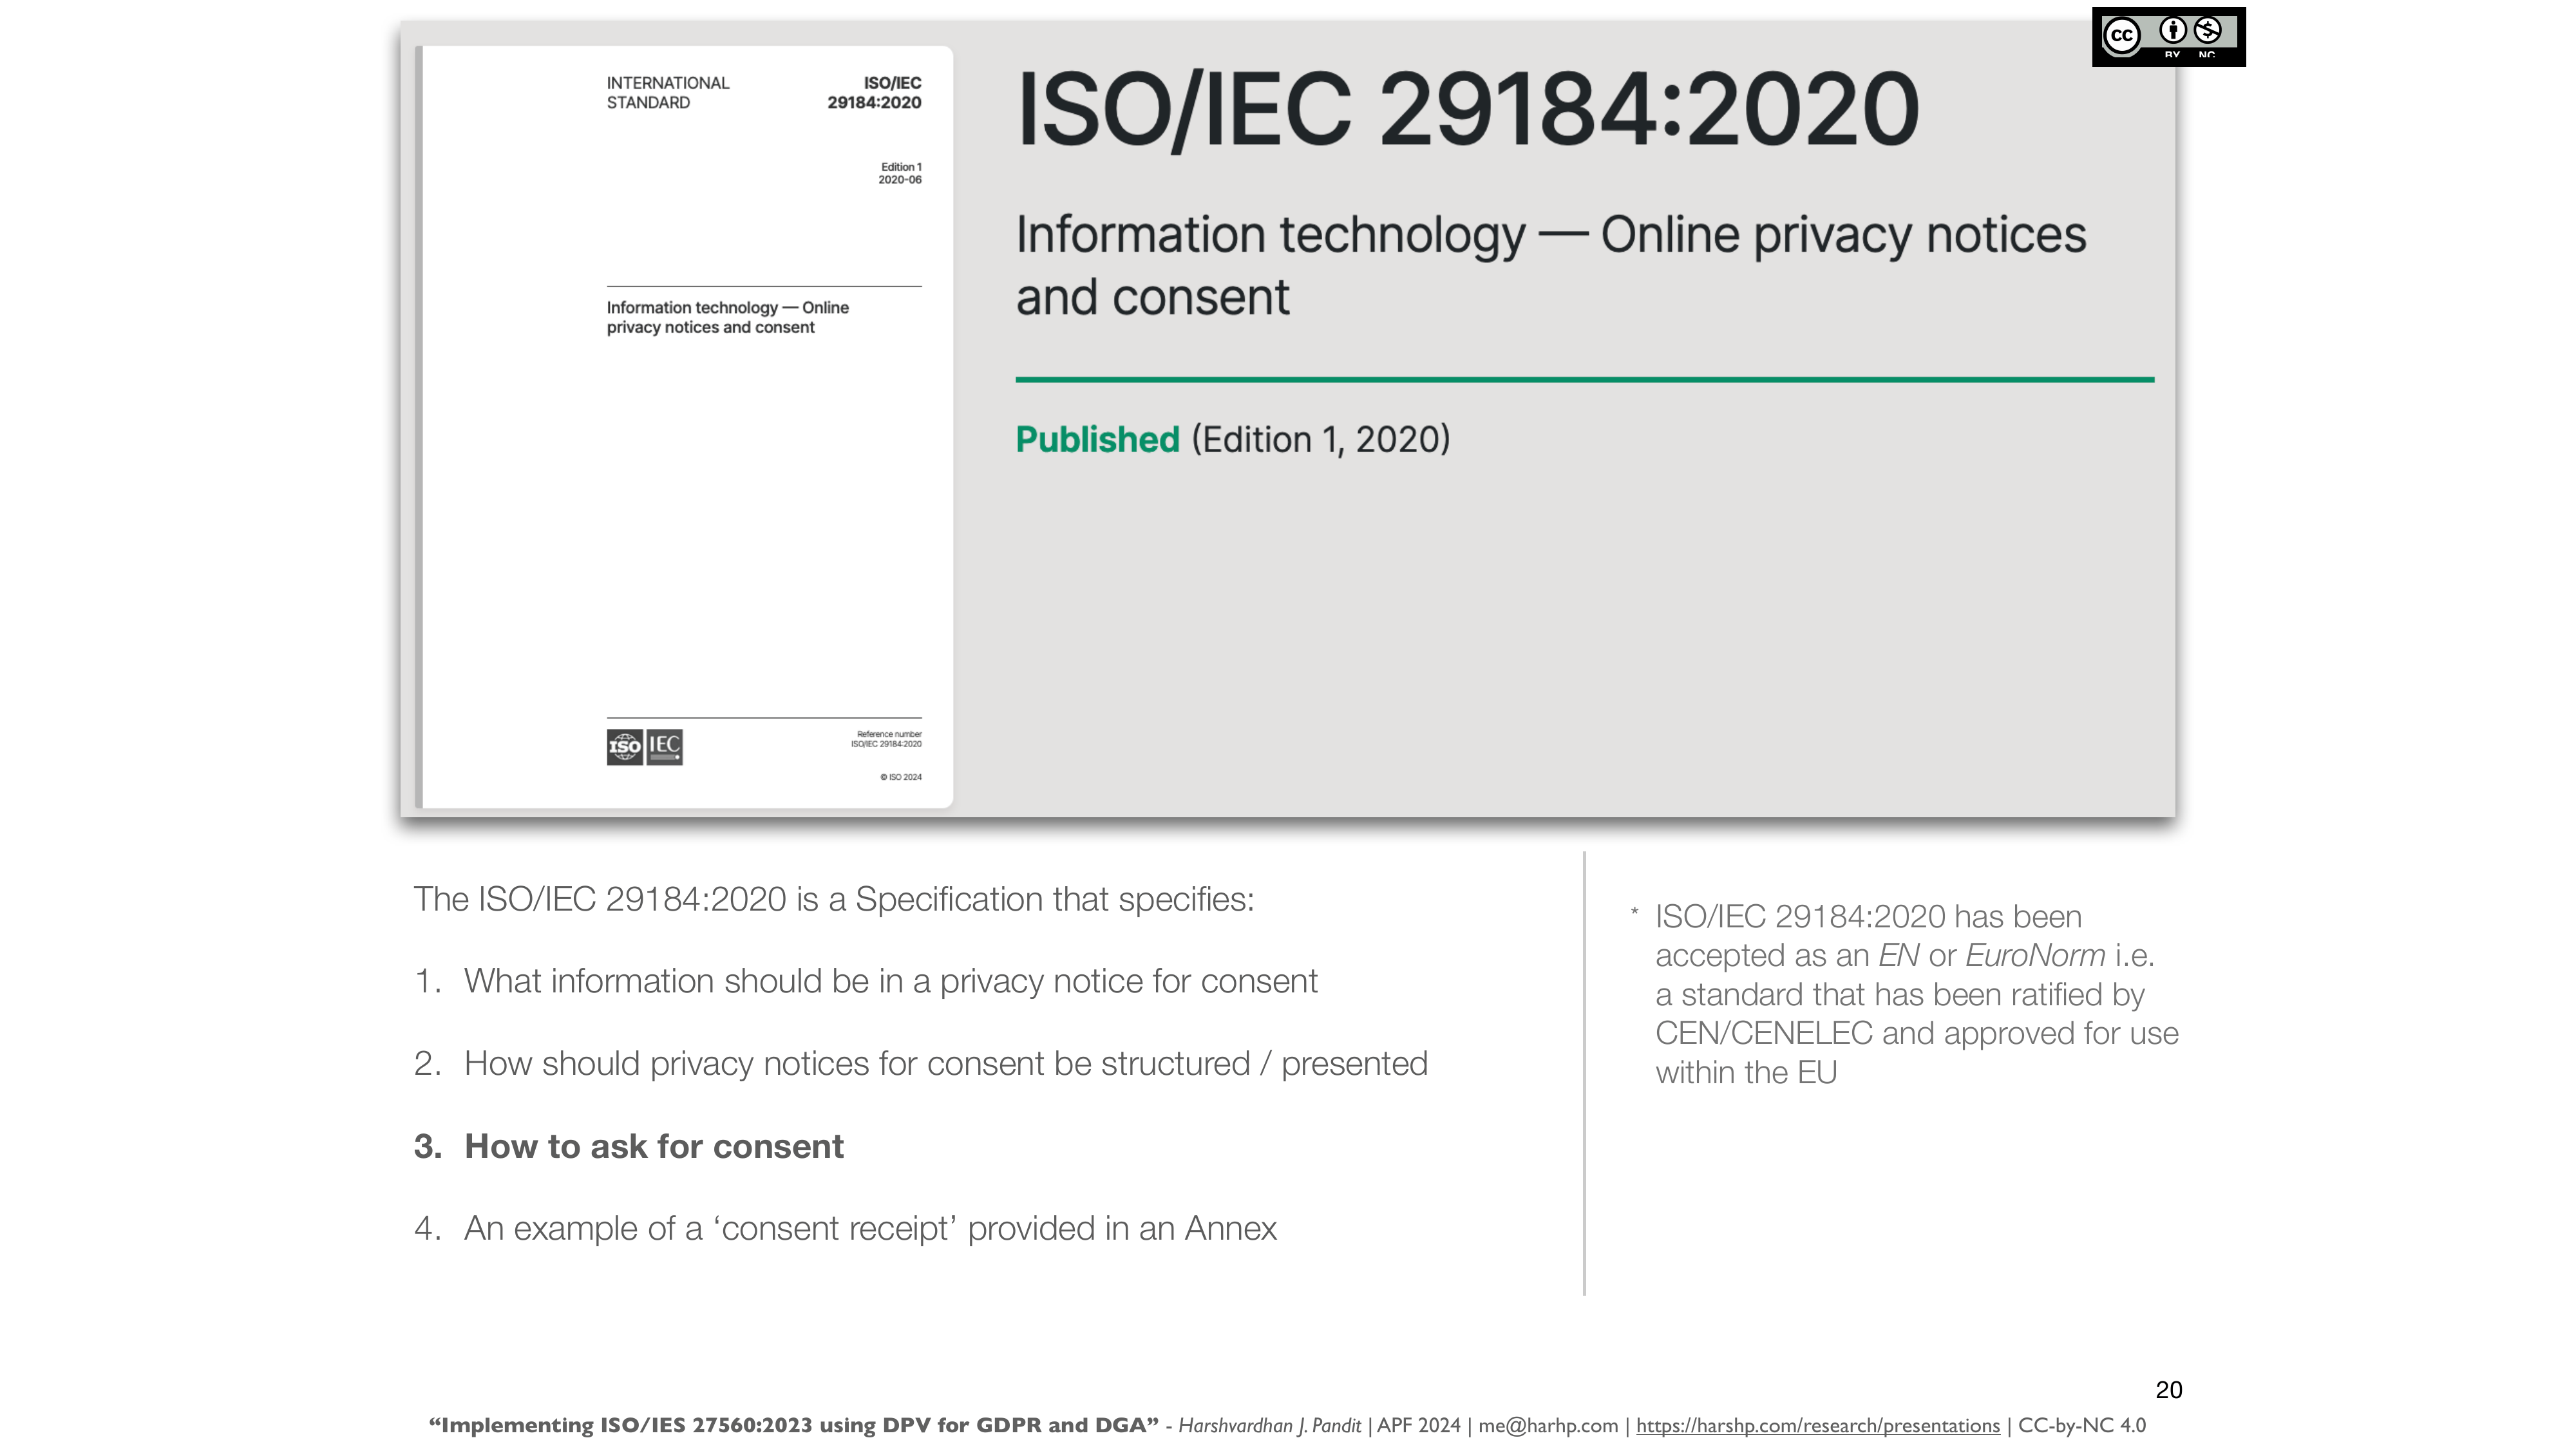 cc
BY NC
INTERNATIONAL
STANDARD
ISO/IEC
29184:2020
Edition 1
2020-06
Information technology — Online
privacy notices and consent
ISO IEC
Reference number
ISO/IEC 29184:2020
© ISO 2024
ISO/IEC 29184:2020
Information technology — Online privacy notices
and consent
Published (Edition 1, 2020)
The ISO/IEC 29184:2020 is a Specification that specifies:
1. What information should be in a privacy notice for consent
2. How should privacy notices for consent be structured / presented
3. How to ask for consent
4. An example of a ‘consent receipt’ provided in an Annex
* ISO/IEC 29184:2020 has been
accepted as an EN or EuroNorm i.e.
a standard that has been ratified by
CEN/CENELEC and approved for use
within the EU
20
“Implementing ISO/IES 27560:2023 using DPV for GDPR and DGA” - Harshvardhan J. Pandit | APF 2024 | me@harhp.com | https://harshp.com/research/presentations | CC-by-NC 4.0